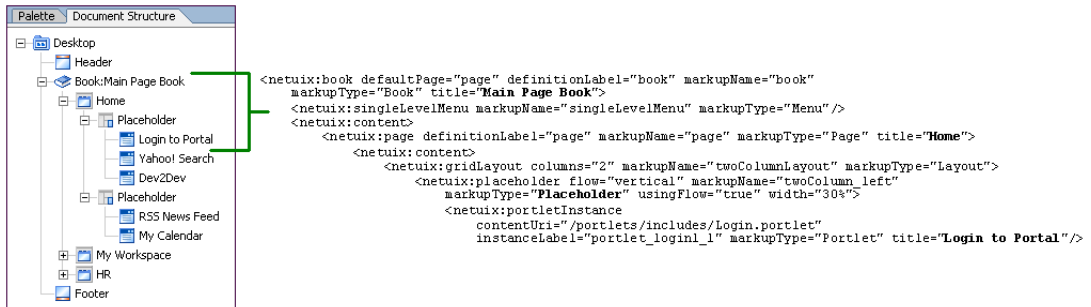 Palette Document Structure
Desktop
Header
Book:Main Page Book
Home
Placeholder
Login to Portal
Yahoo! Search
Dev2Dev
Placeholder
RSS News Feed
My Calendar
My Workspace
HR
Footer
<netuix:book defaultPage="page" definitionLabel="book" markupName="book"
markupType="Book" title="Main Page Book">
<netuix:singleLevelMenu markupName="singleLevelMenu" markupType="Menu"/>
<netuix:content>
<netuix:page definitionLabel="page" markupName="page" markupType="Page" title="Home">
<netuix:content>
<netuix:gridLayout columns="2" markupName="twoColumnLayout" markupType="Layout">
<netuix:placeholder flow="vertical" markupName="twoColumn_left"
markupType="Placeholder" usingFlow="true" width="30%">
<netuix:portletInstance
contentUri="/portlets/includes/Login.portlet"
instanceLabel="portlet_login1_1" markupType="Portlet" title="Login to Portal"/>